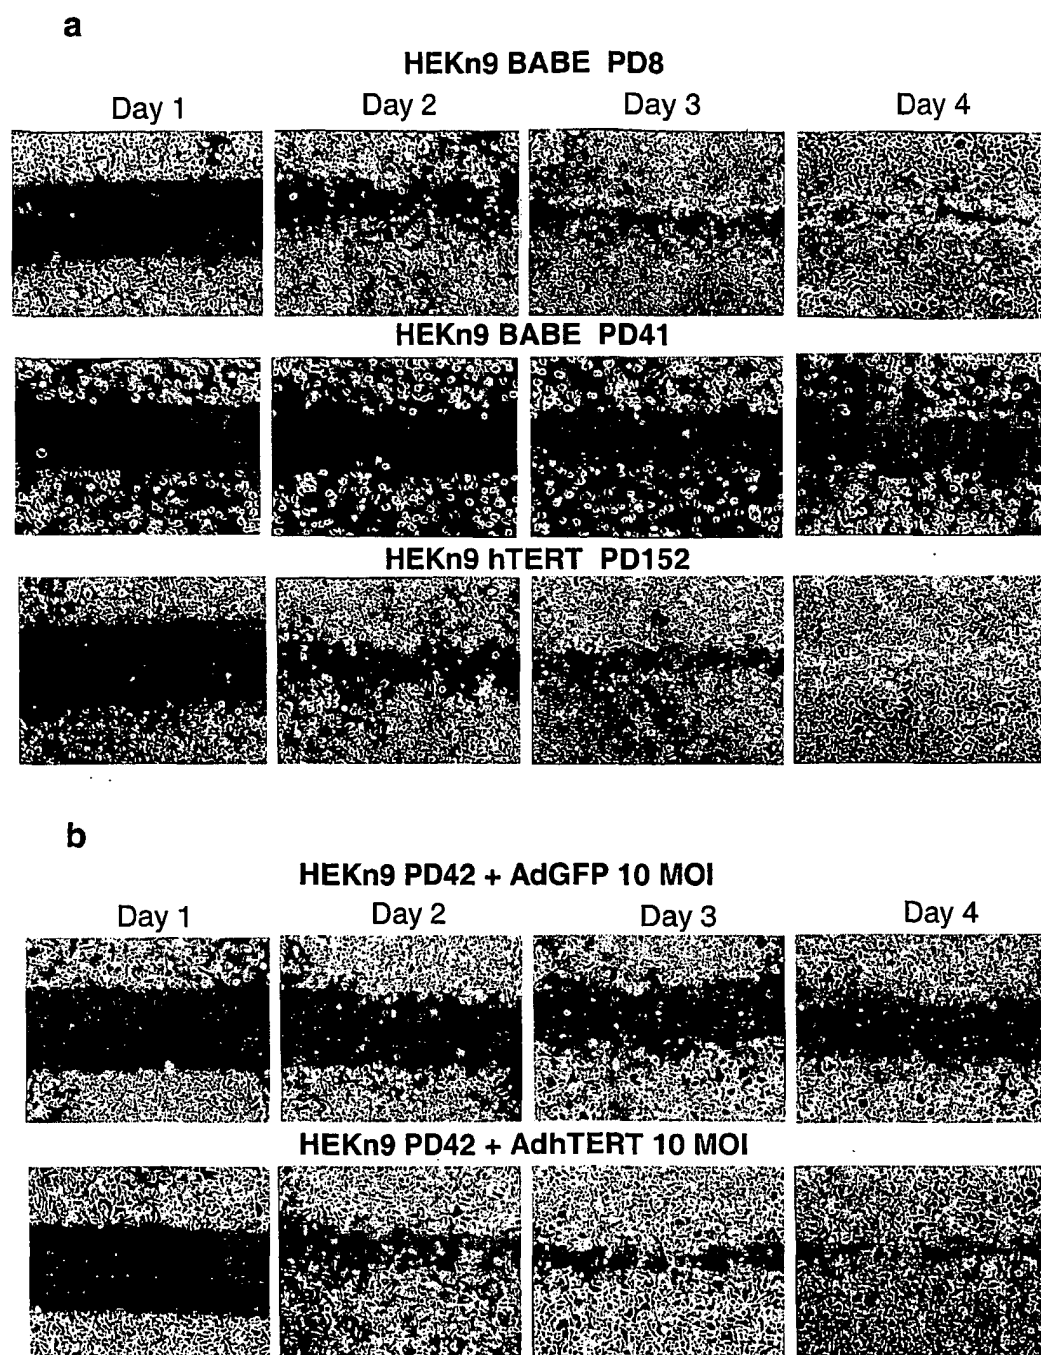 a
HEKn9 BABE PD8
Day 1 Day 2 Day 3 Day 4
HEKn9 BABE PD41
HEKn9 hTERT PD152
b
HEKn9 PD42 + AdGFP 10 MOI
Day 1 Day 2 Day 3 Day 4
HEKn9 PD42 + AdhTERT 10 MOI